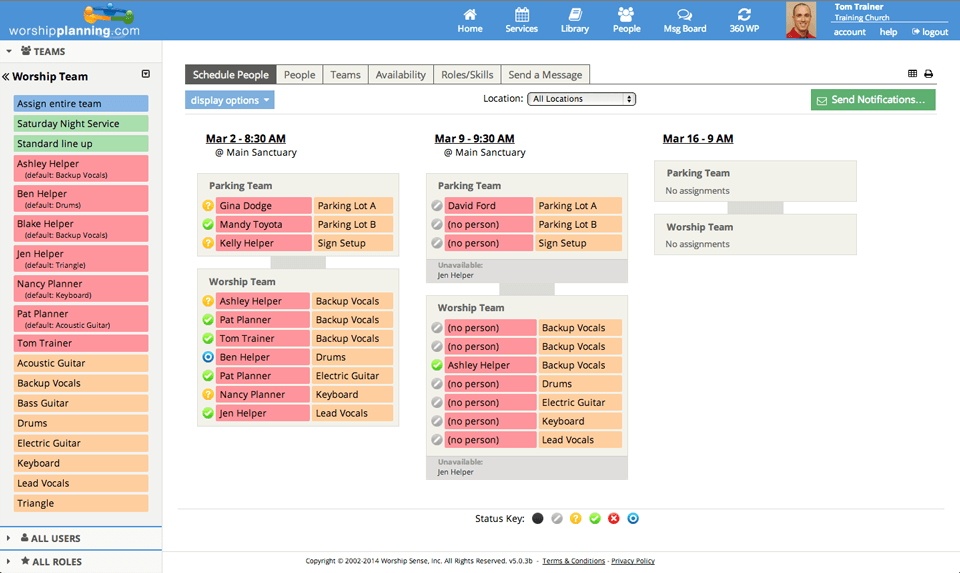 worshipplanning.com
Home
Services
Library
People
Msg Board
360 WP
Tom Trainer
Training Church
account help logout
TEAMS
Worship Team
Assign entire team
Saturday Night Service
Standard line up
Ashley Helper
(default: Backup Vocals)
Ben Helper
(default: Drums)
Blake Helper
(default: Backup Vocals)
Jen Helper
(default: Triangle)
Nancy Planner
(default: Keyboard)
Pat Planner
(default: Acoustic Guitar)
Tom Trainer
Acoustic Guitar
Backup Vocals
Bass Guitar
Drums
Electric Guitar
Keyboard
Lead Vocals
Triangle
ALL USERS
ALL ROLES
Schedule People
People
Teams
Availability
Roles/Skills
Send a Message
display options
Location: All Locations
Send Notifications...
Mar 2 - 8:30 AM
@ Main Sanctuary
Parking Team
Gina Dodge Parking Lot A
Mandy Toyota Parking Lot B
Kelly Helper Sign Setup
Worship Team
Ashley Helper Backup Vocals
Pat Planner Backup Vocals
Tom Trainer Backup Vocals
Ben Helper Drums
Pat Planner Electric Guitar
Nancy Planner Keyboard
Jen Helper Lead Vocals
Mar 9 - 9:30 AM
@ Main Sanctuary
Parking Team
David Ford Parking Lot A
(no person) Parking Lot B
(no person) Sign Setup
Unavailable:
Jen Helper
Worship Team
(no person) Backup Vocals
(no person) Backup Vocals
Ashley Helper Backup Vocals
(no person) Drums
(no person) Electric Guitar
(no person) Keyboard
(no person) Lead Vocals
Unavailable:
Jen Helper
Mar 16 - 9 AM
Parking Team
No assignments
Worship Team
No assignments
Status Key:
Copyright © 2002-2014 Worship Sense, Inc. All Rights Reserved. v5.0.3b - Terms & Conditions - Privacy Policy